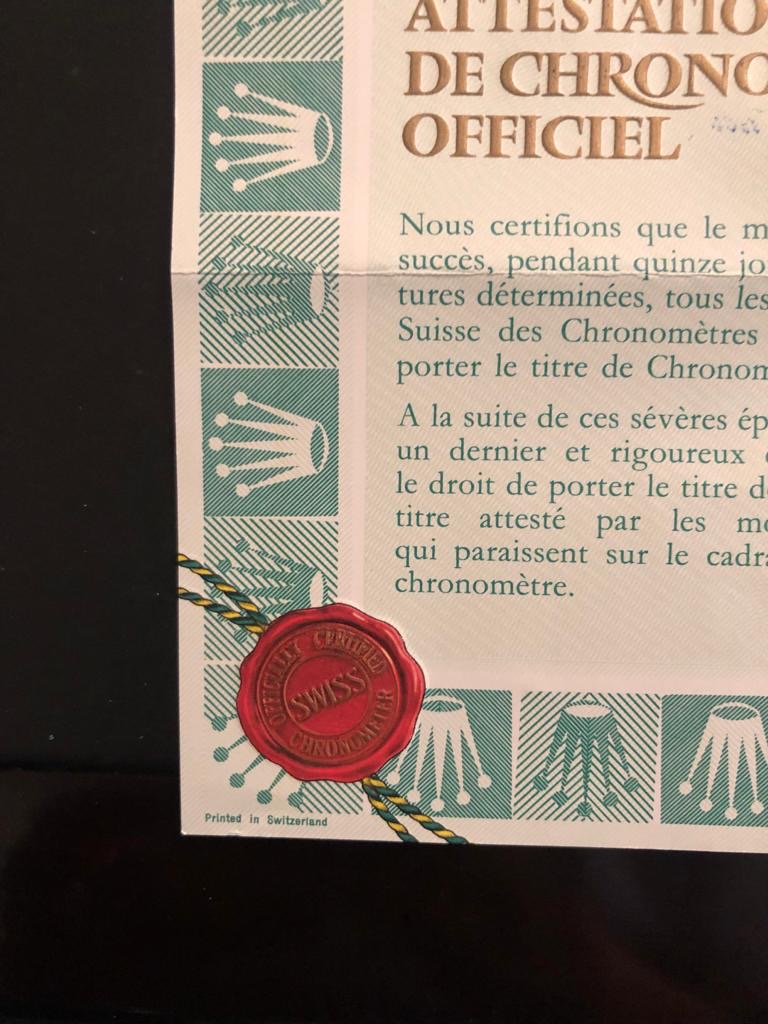 ATTESTATIO
DE CHRONO
OFFICIEL
Nous certifions que le m
succès, pendant quinze jo
tures déterminées, tous les
Suisse des Chronomètres
porter le titre de Chronom
A la suite de ces sévères ép
un dernier et rigoureux
le droit de porter le titre d
titre attesté par les mo
qui paraissent sur le cadra
chronomètre.
OFFICIALLY CERTIFIED
SWISS
CHRONOMETER
Printed in Switzerland